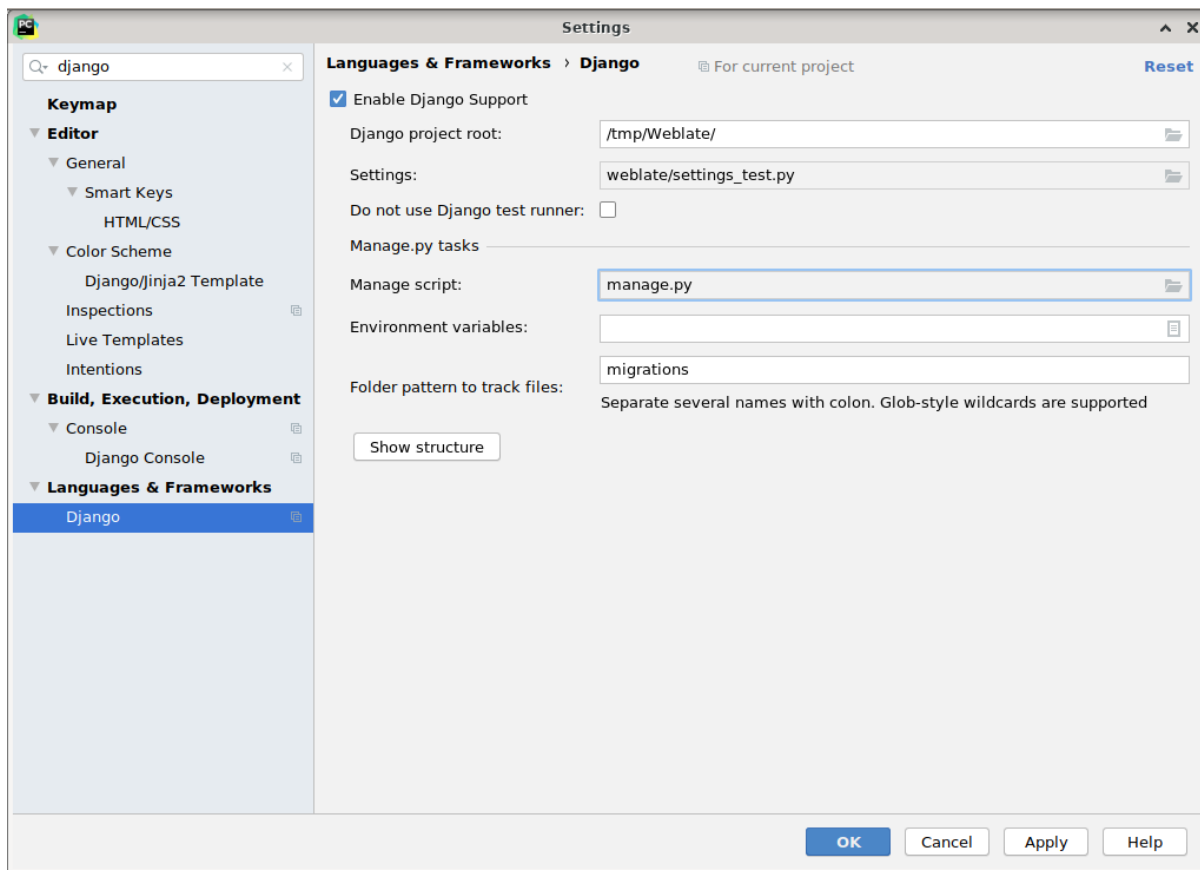 PC
Settings
django
Languages & Frameworks › Django
For current project
Reset
Keymap
Editor
General
Smart Keys
HTML/CSS
Color Scheme
Django/Jinja2 Template
Inspections
Live Templates
Intentions
Build, Execution, Deployment
Console
Django Console
Languages & Frameworks
Django
Enable Django Support
Django project root: /tmp/Weblate/
Settings: weblate/settings_test.py
Do not use Django test runner:
Manage.py tasks
Manage script: manage.py
Environment variables:
Folder pattern to track files: migrations
Separate several names with colon. Glob-style wildcards are supported
Show structure
OK Cancel Apply Help